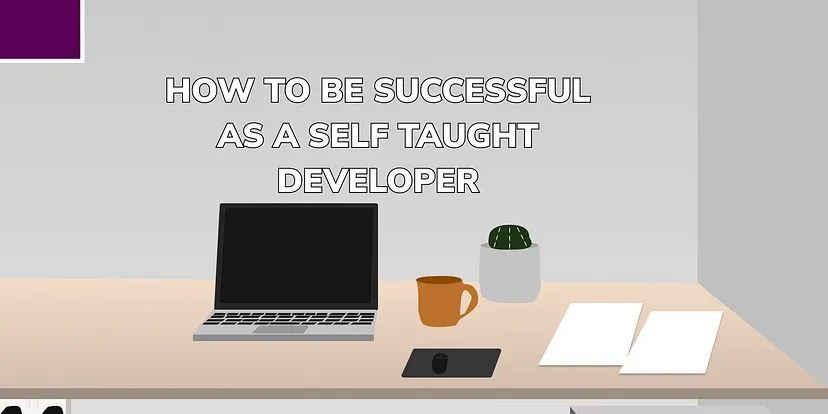 HOW TO BE SUCCESSFUL
AS A SELF TAUGHT
DEVELOPER